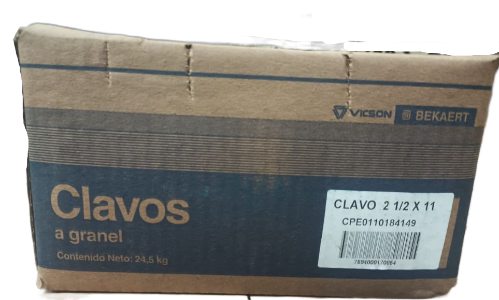 VICSON BEKAERT
Clavos
a granel
Contenido Neto: 24,5 kg
CLAVO 2 1/2 X 11
CPE0110184149